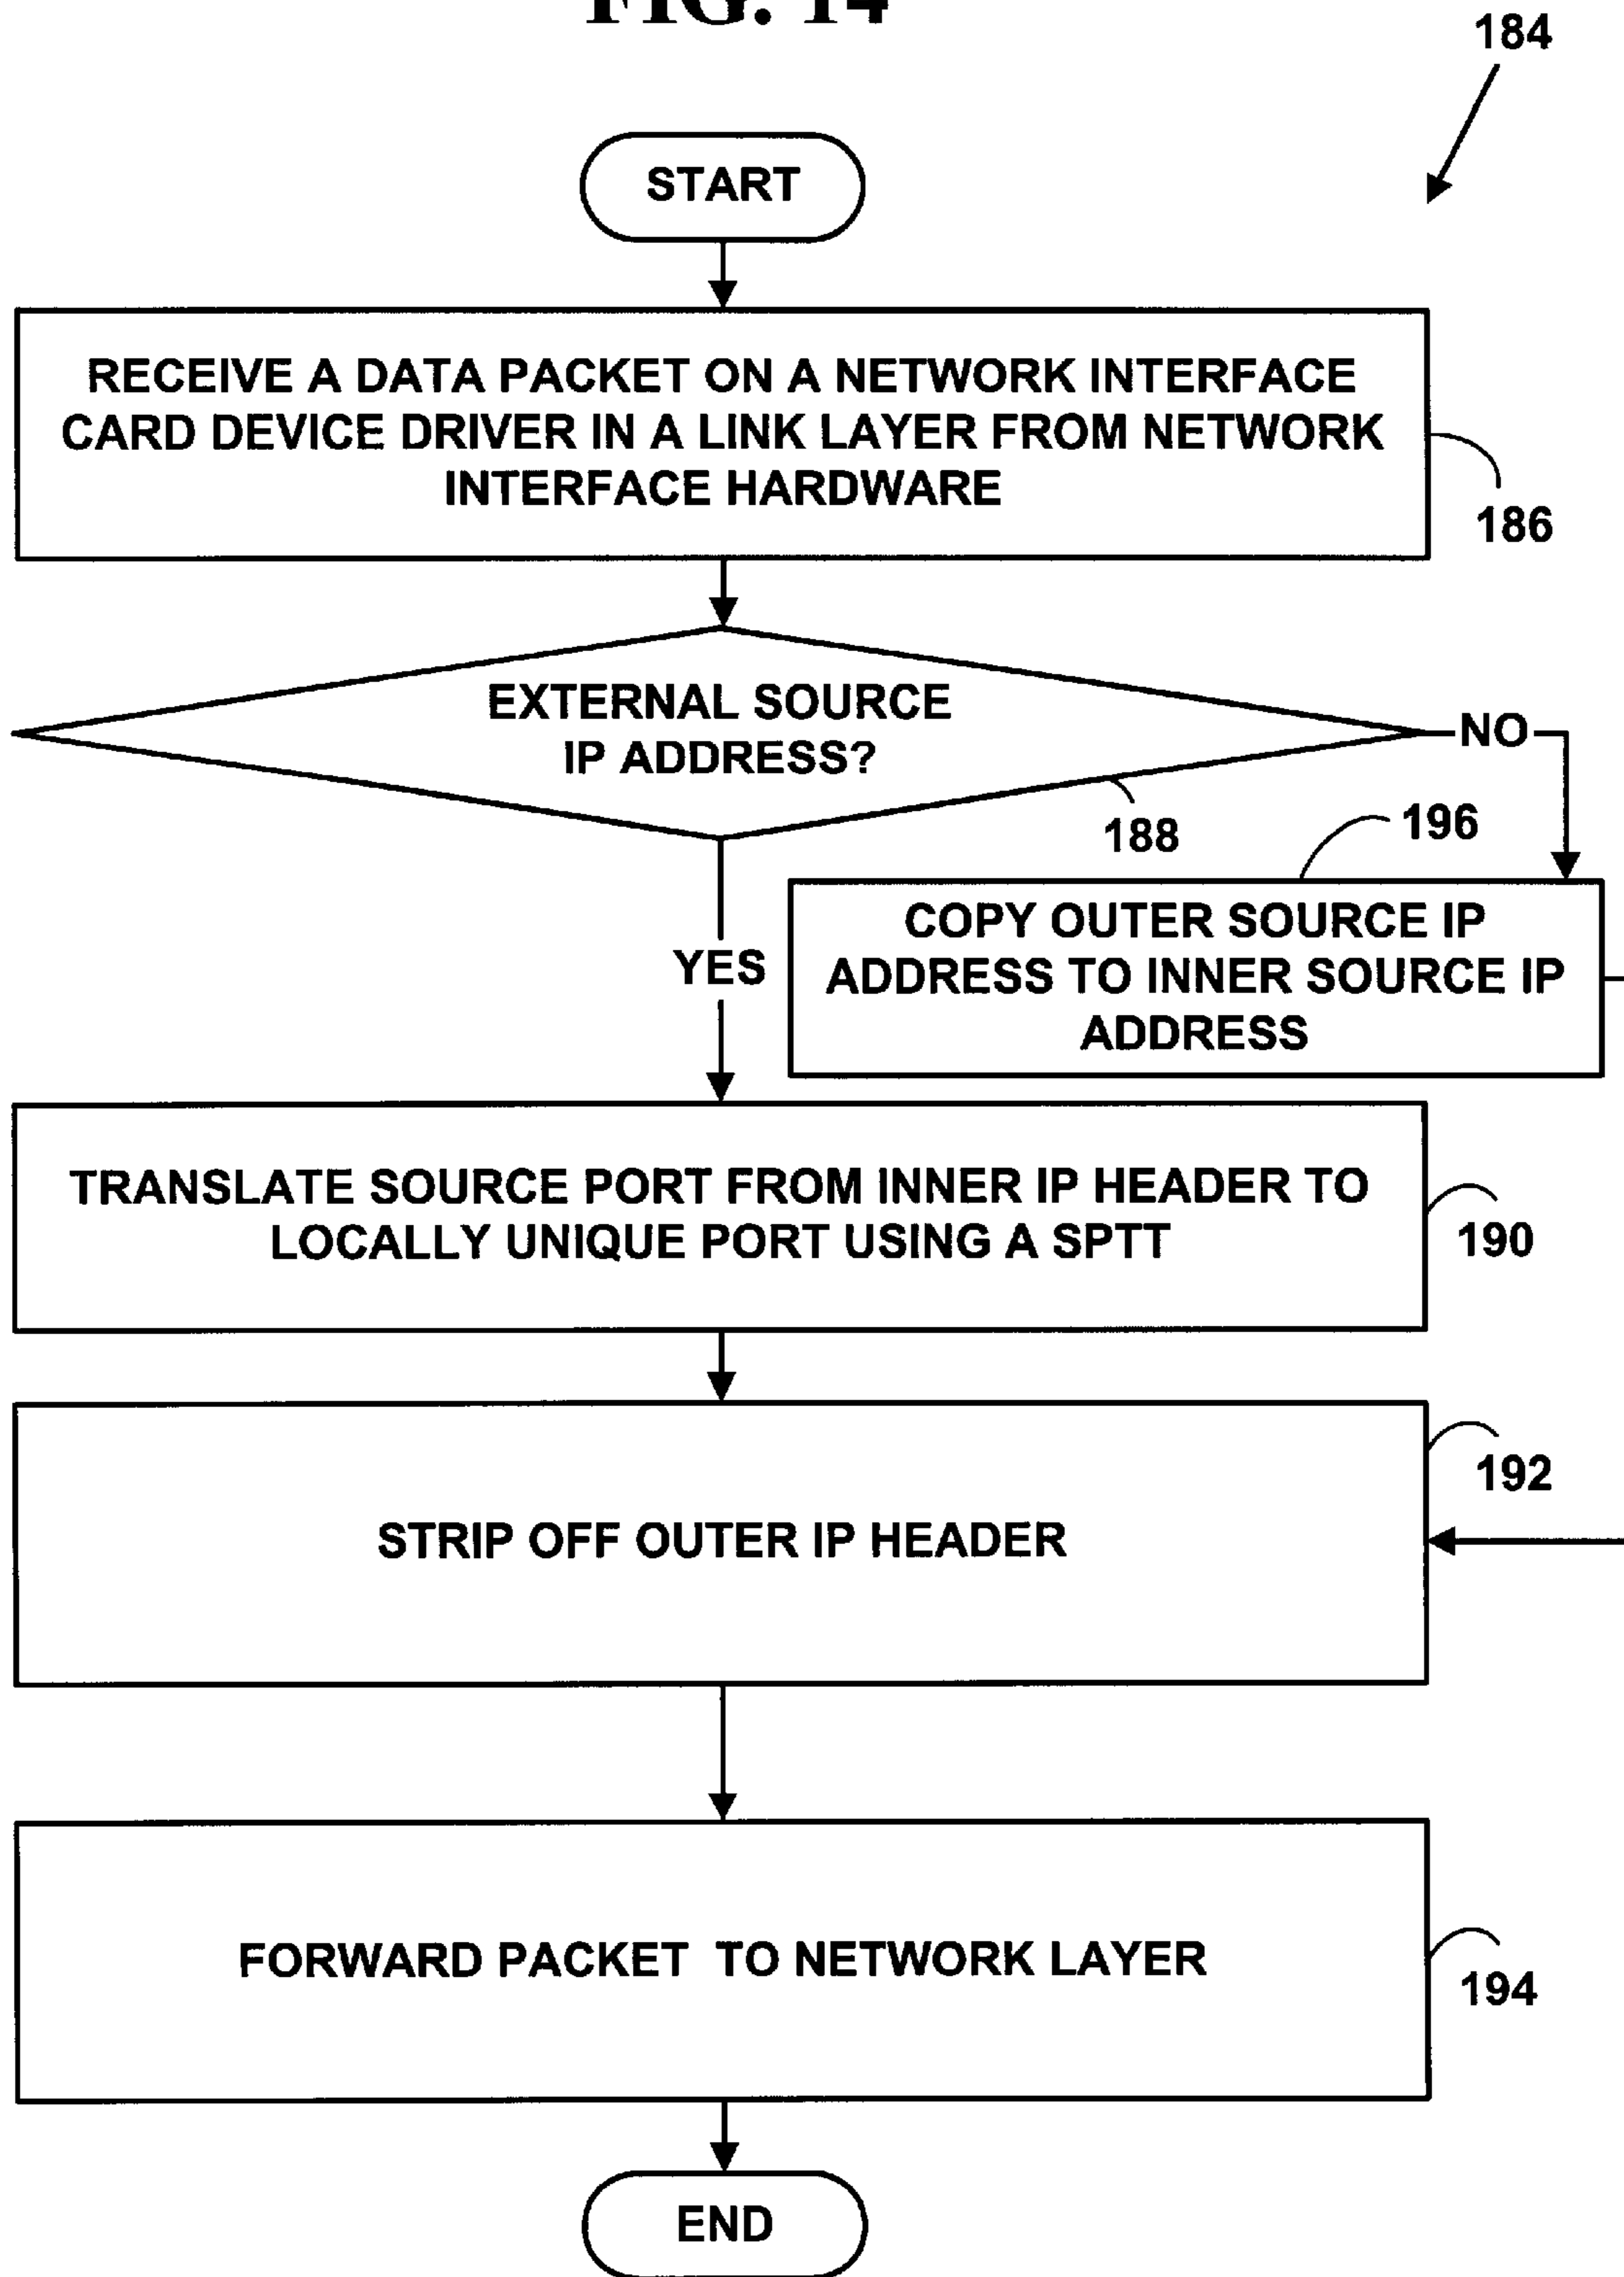 FIG. 14
184
START
RECEIVE A DATA PACKET ON A NETWORK INTERFACE
CARD DEVICE DRIVER IN A LINK LAYER FROM NETWORK
INTERFACE HARDWARE
186
EXTERNAL SOURCE
IP ADDRESS?
NO
188
196
COPY OUTER SOURCE IP
ADDRESS TO INNER SOURCE IP
ADDRESS
YES
TRANSLATE SOURCE PORT FROM INNER IP HEADER TO
LOCALLY UNIQUE PORT USING A SPTT
190
192
STRIP OFF OUTER IP HEADER
FORWARD PACKET TO NETWORK LAYER
194
END